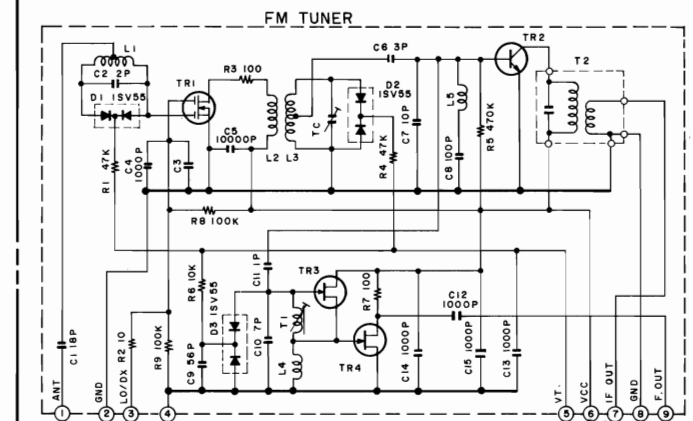 FM TUNER
L1
C2 2P
D1 1SV55
TR1
R3 100
C6 3P
TR2
T2
D2
1SV55
TC
C7 10P
L5
C8 100P
R5 470K
R4 47K
C5
10000P
L2
L3
R1 47K
C4
1000P
C3
R8 100K
C11 1P
TR3
R6 10K
D3 1SV55
T1
R7 100
C12
1000P
C10 7P
TR4
C9 56P
L4
C14 1000P
C15 1000P
C13 1000P
C1 18P
R2 10
R9 100K
ANT
GND
LO/DX
VT.
VCC
IF OUT
GND
F.OUT
1 2 3 4 5 6 7 8 9